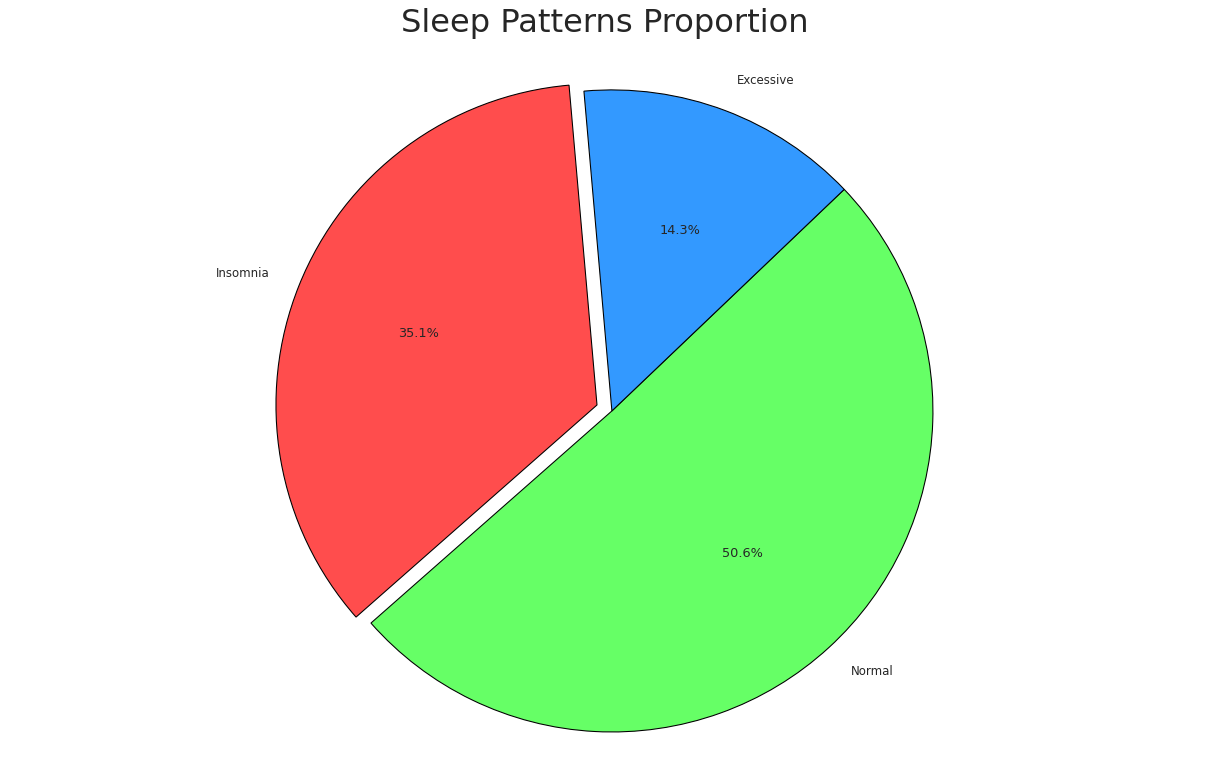 Sleep Patterns Proportion
Excessive
14.3%
Insomnia
35.1%
50.6%
Normal